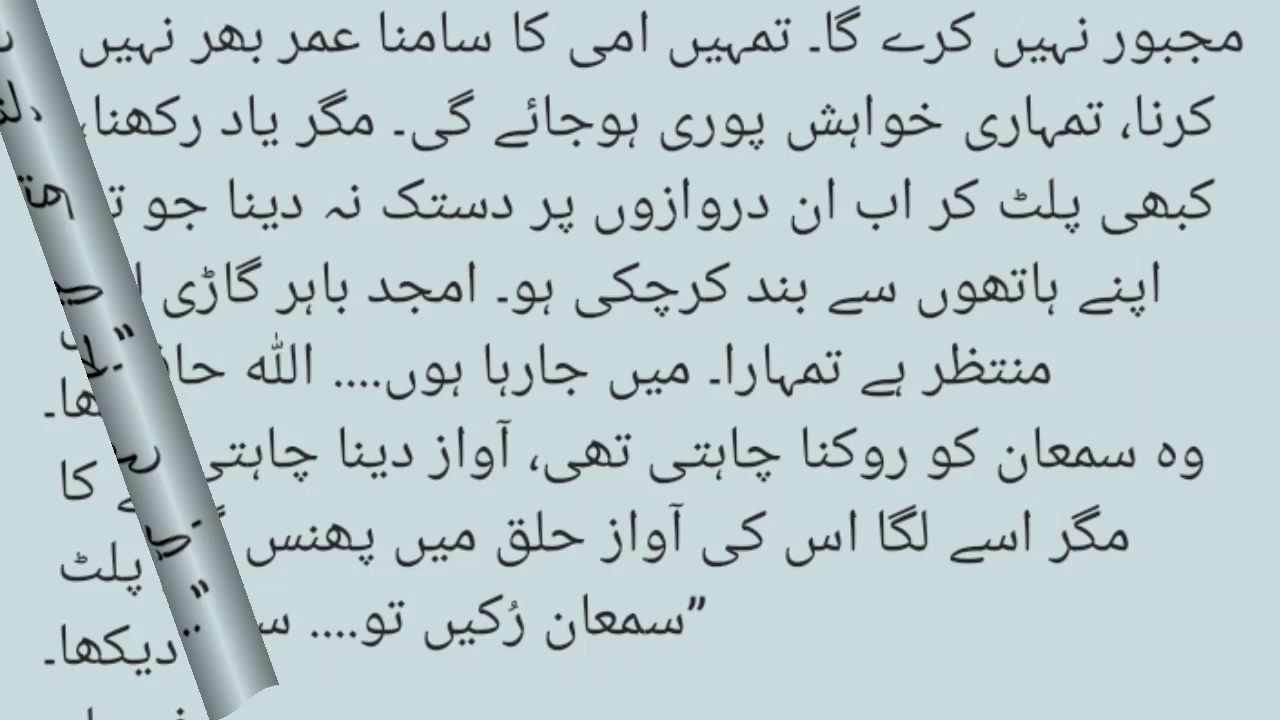 مجبور نہیں کرے گا۔ تمہیں امی کا سامنا عمر بھر نہیں
کرنا، تمہاری خواہش پوری ہوجائے گی۔ مگر یاد رکھنا،
کبھی پلٹ کر اب ان دروازوں پر دستک نہ دینا جو
اپنے ہاتھوں سے بند کرچکی ہو۔ امجد باہر گاڑی
منتظر ہے تمہارا۔ میں جارہا ہوں.... اللہ
وہ سمعان کو روکنا چاہتی تھی، آواز دینا چاہتی
مگر اسے لگا اس کی آواز حلق میں پھنس
”سمعان رُکیں تو....
کا
پلٹ
دیکھا۔